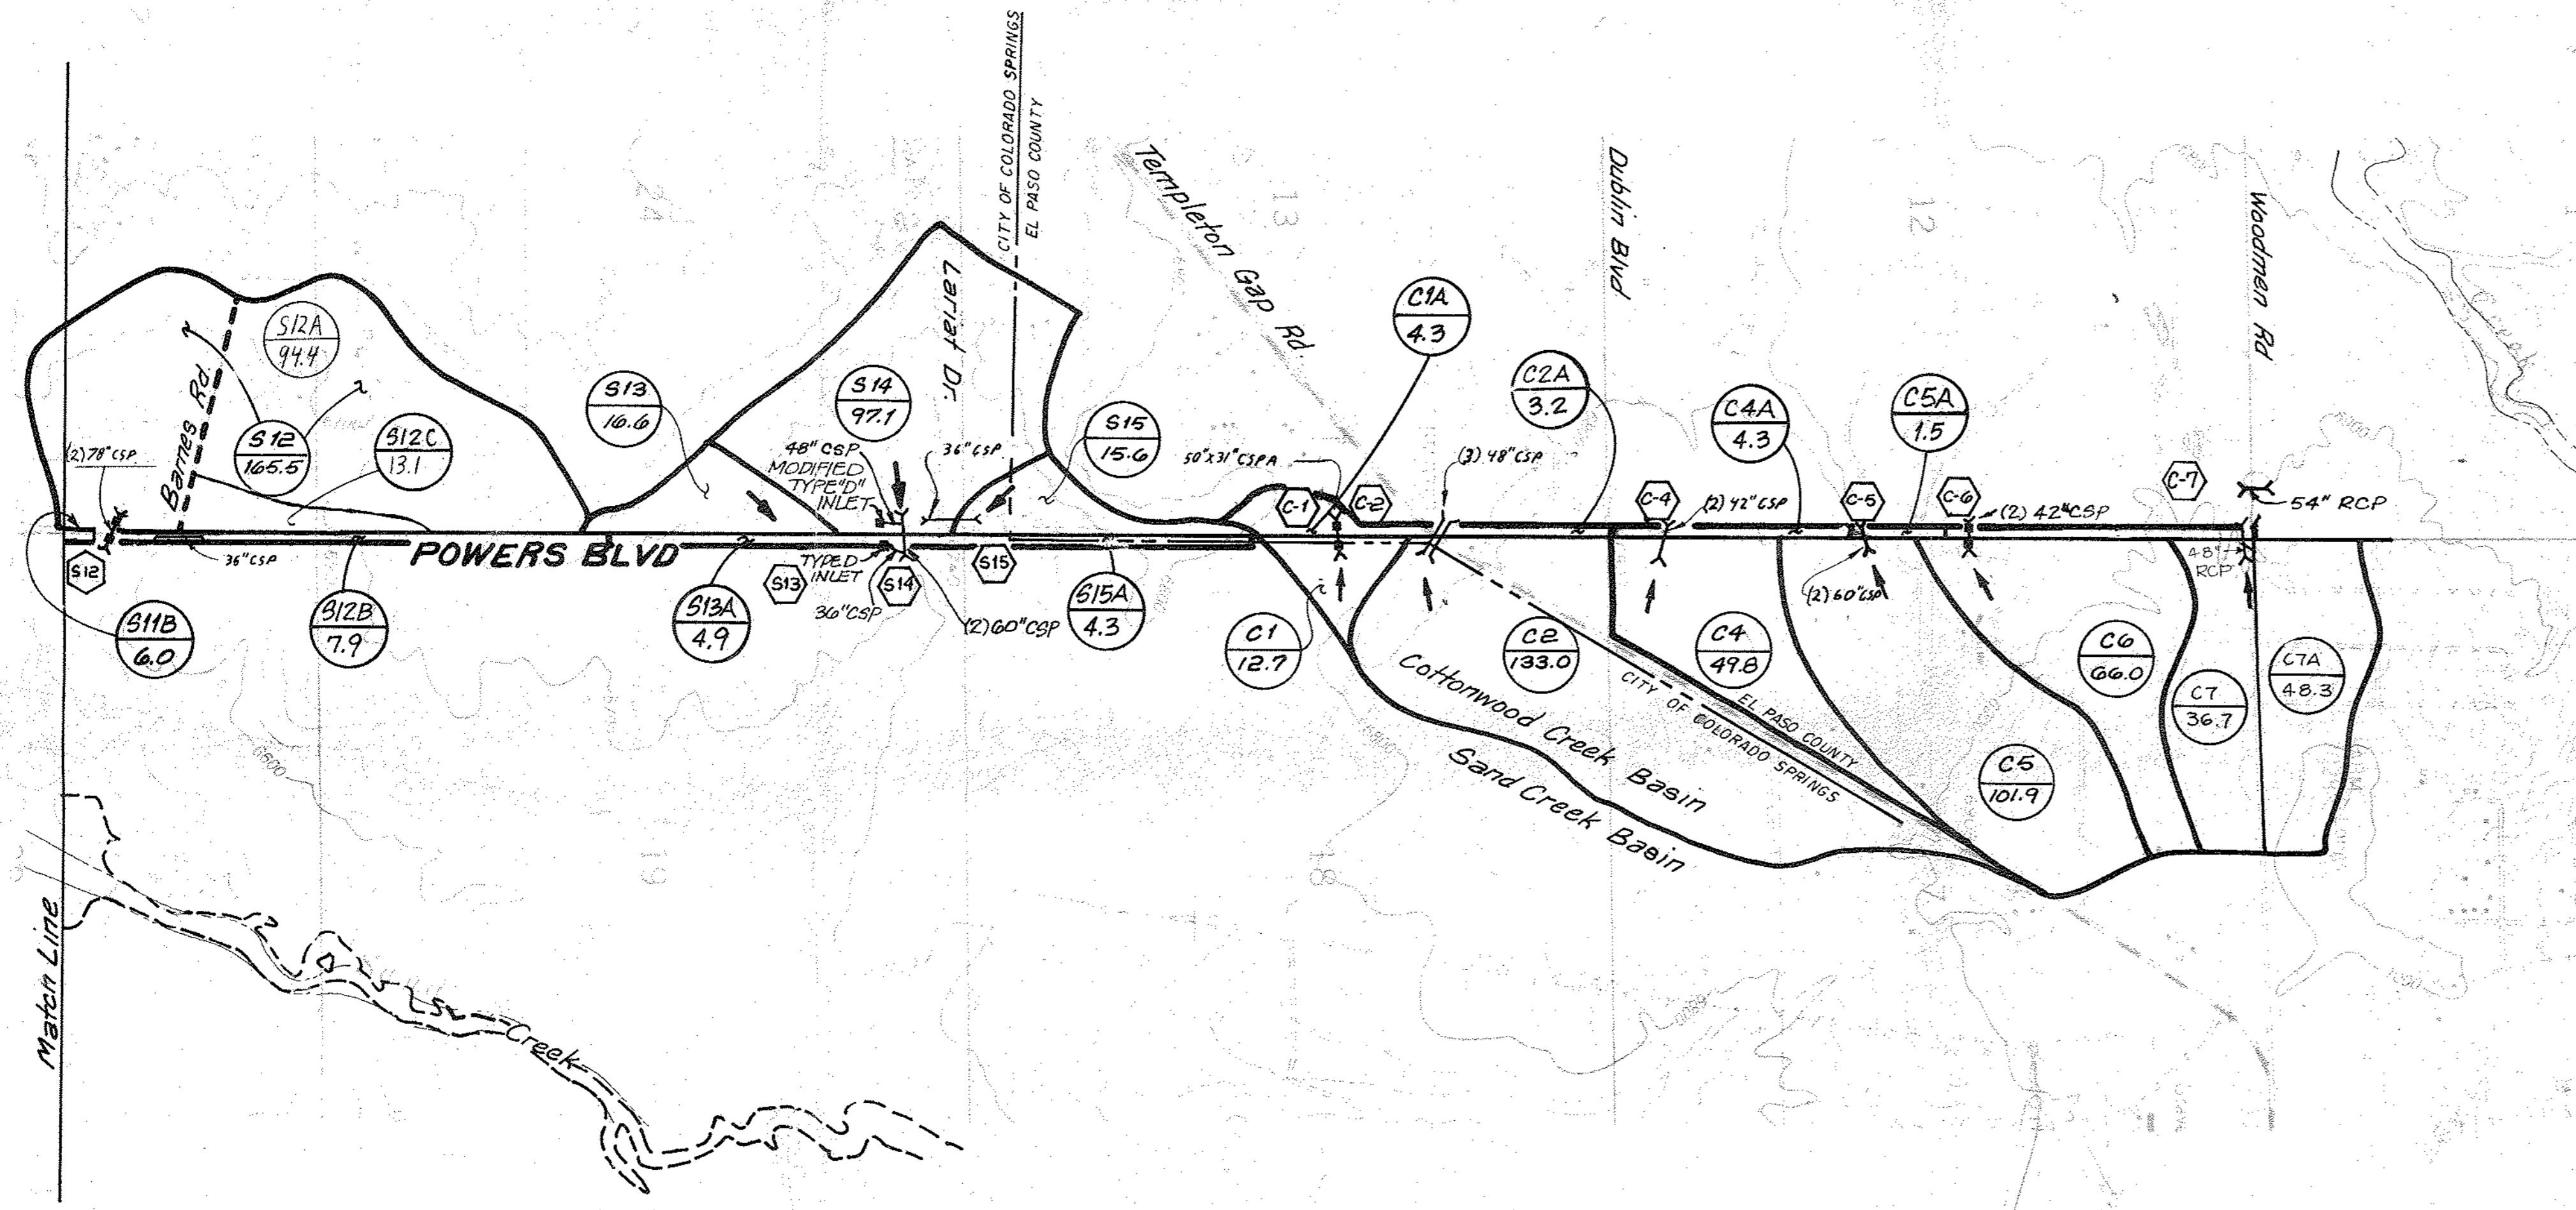 CITY OF COLORADO SPRINGS
EL PASO COUNTY
Templeton Gap Rd.
13
Dublin Blvd
12
Woodmen Rd
24
Lariat Dr.
Barnes Rd.
S12A
94.4
S12
165.5
S12C
13.1
(2) 78" CSP
S13
16.6
S14
97.1
48" CSP
MODIFIED
TYPE "D"
INLET
36" CSP
S15
15.6
50"x31" CSPA
C1A
4.3
(3) 48" CSP
C2A
3.2
C4A
4.3
C5A
1.5
C-1
C-2
C-4
(2) 42" CSP
C-5
C-6
(2) 42" CSP
C-7
54" RCP
48"
RCP
POWERS BLVD
S12
36" CSP
S11B
6.0
S12B
7.9
S13A
4.9
S13
TYPED
INLET
36" CSP
S14
(2) 60" CSP
S15
S15A
4.3
C1
12.7
C2
133.0
C4
49.8
(2) 60" CSP
C5
101.9
C6
66.0
C7
36.7
C7A
48.3
Cottonwood Creek Basin
Sand Creek Basin
EL PASO COUNTY
CITY OF COLORADO SPRINGS
6600
19
18
Match Line
Creek